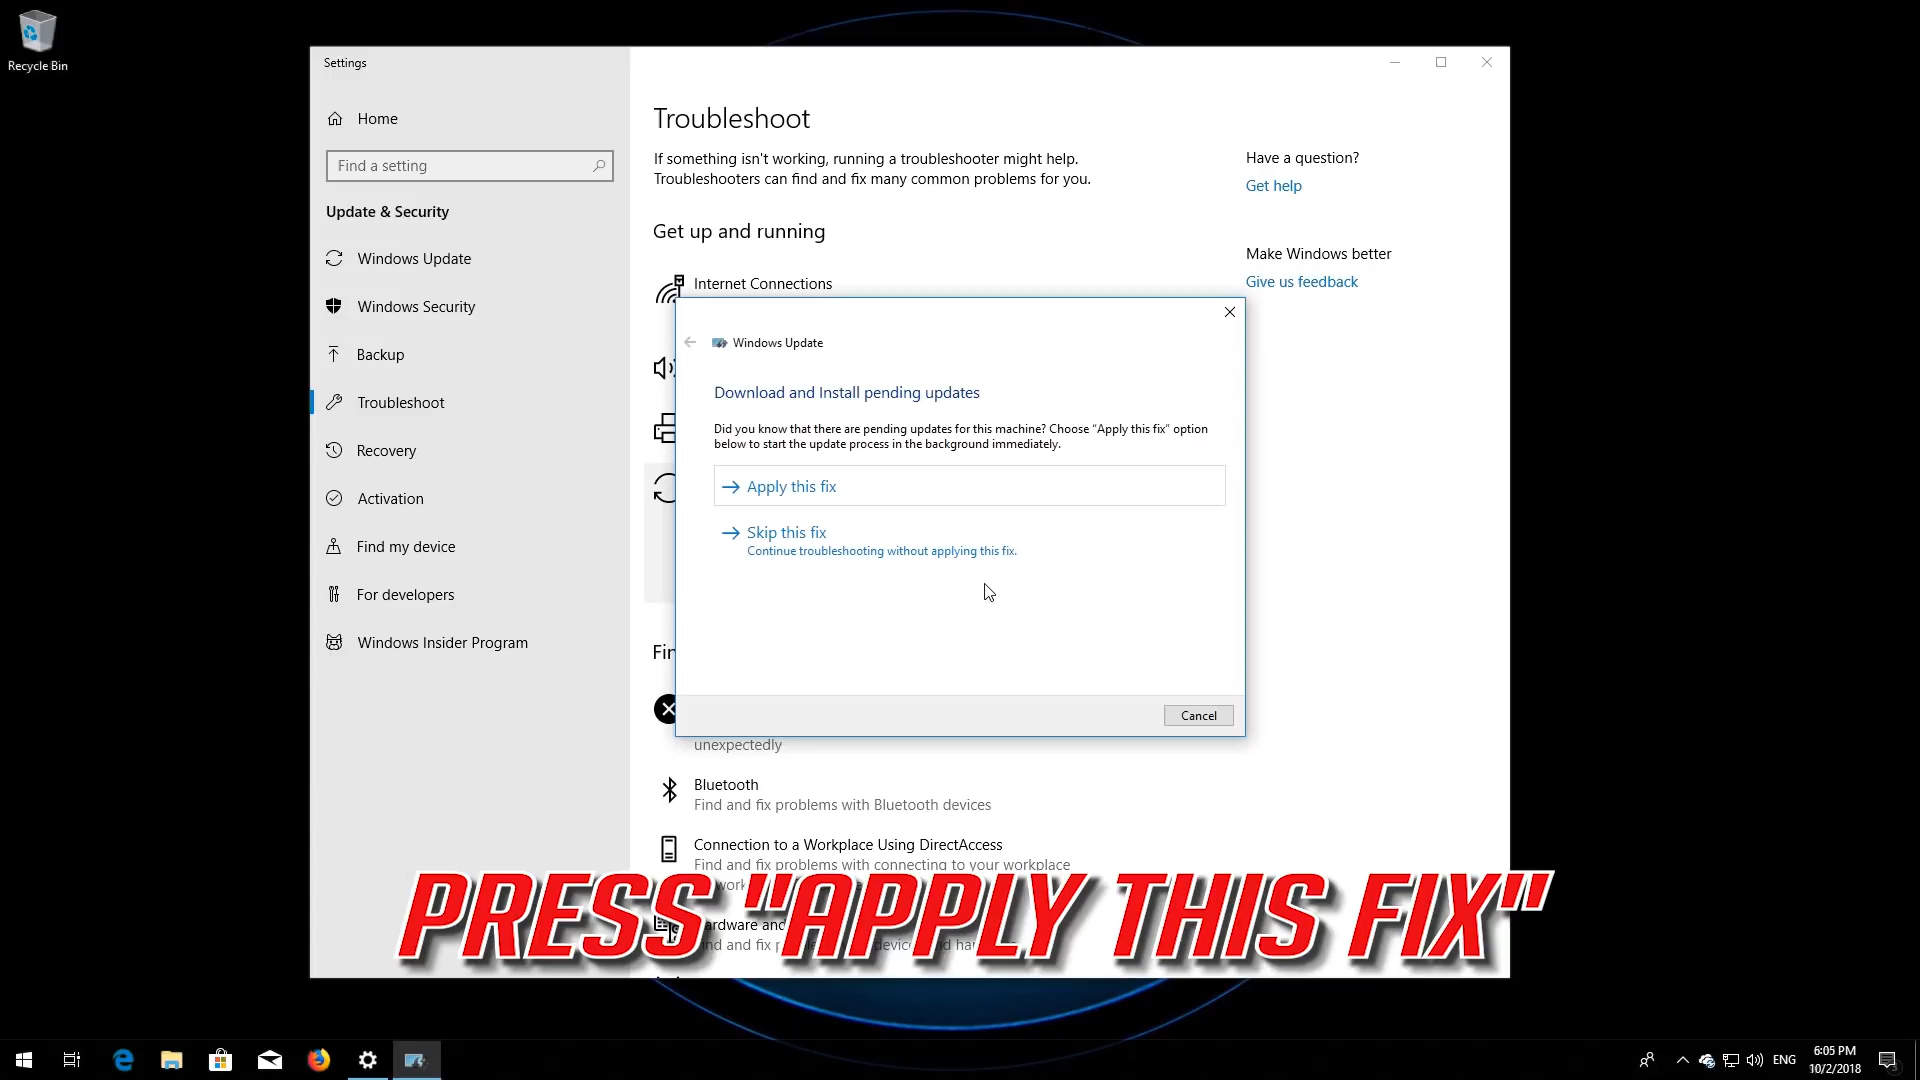 Recycle Bin
Settings
Home
Find a setting
Update & Security
Windows Update
Windows Security
Backup
Troubleshoot
Recovery
Activation
Find my device
For developers
Windows Insider Program
Troubleshoot
If something isn't working, running a troubleshooter might help.
Troubleshooters can find and fix many common problems for you.
Get up and running
Internet Connections
Have a question?
Get help
Make Windows better
Give us feedback
Windows Update
Download and Install pending updates
Did you know that there are pending updates for this machine? Choose "Apply this fix" option
below to start the update process in the background immediately.
Apply this fix
Skip this fix
Continue troubleshooting without applying this fix.
Cancel
unexpectedly
Bluetooth
Find and fix problems with Bluetooth devices
Connection to a Workplace Using DirectAccess
Find and fix problems with connecting to your workplace
PRESS "APPLY THIS FIX"
ENG
6:05 PM
10/2/2018